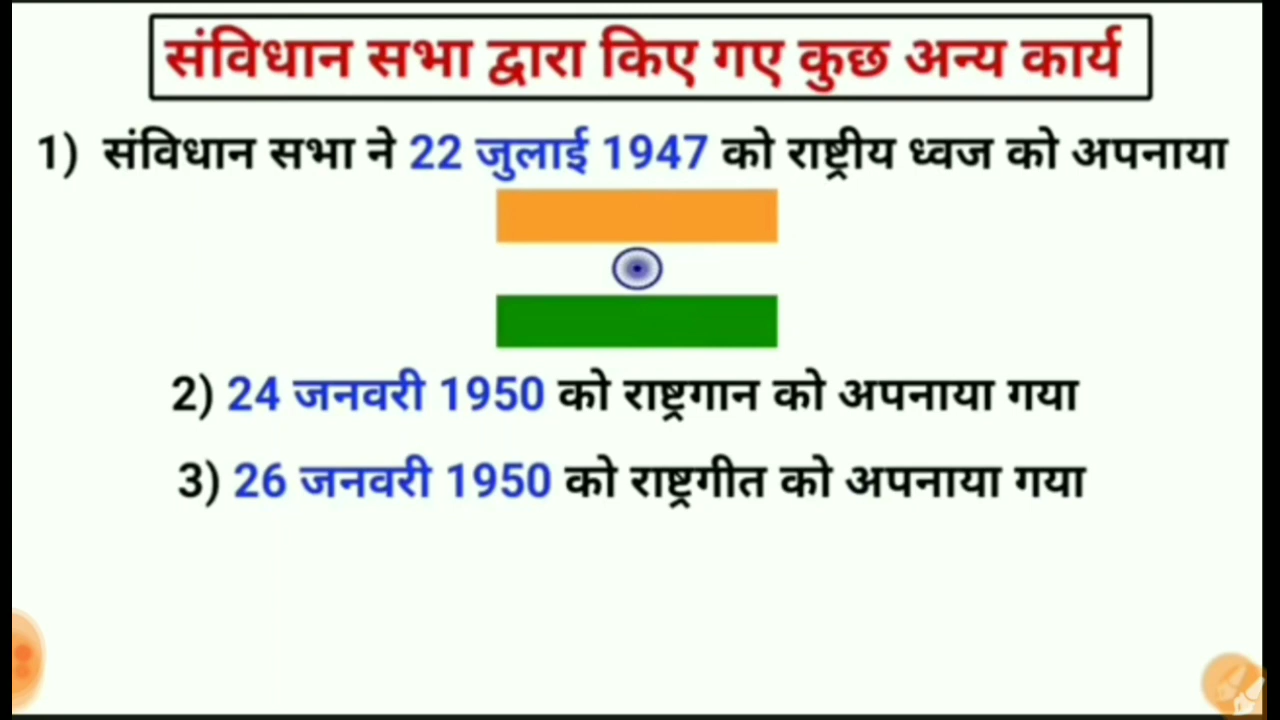 संविधान सभा द्वारा किए गए कुछ अन्य कार्य
1) संविधान सभा ने 22 जुलाई 1947 को राष्ट्रीय ध्वज को अपनाया
2) 24 जनवरी 1950 को राष्ट्रगान को अपनाया गया
3) 26 जनवरी 1950 को राष्ट्रगीत को अपनाया गया